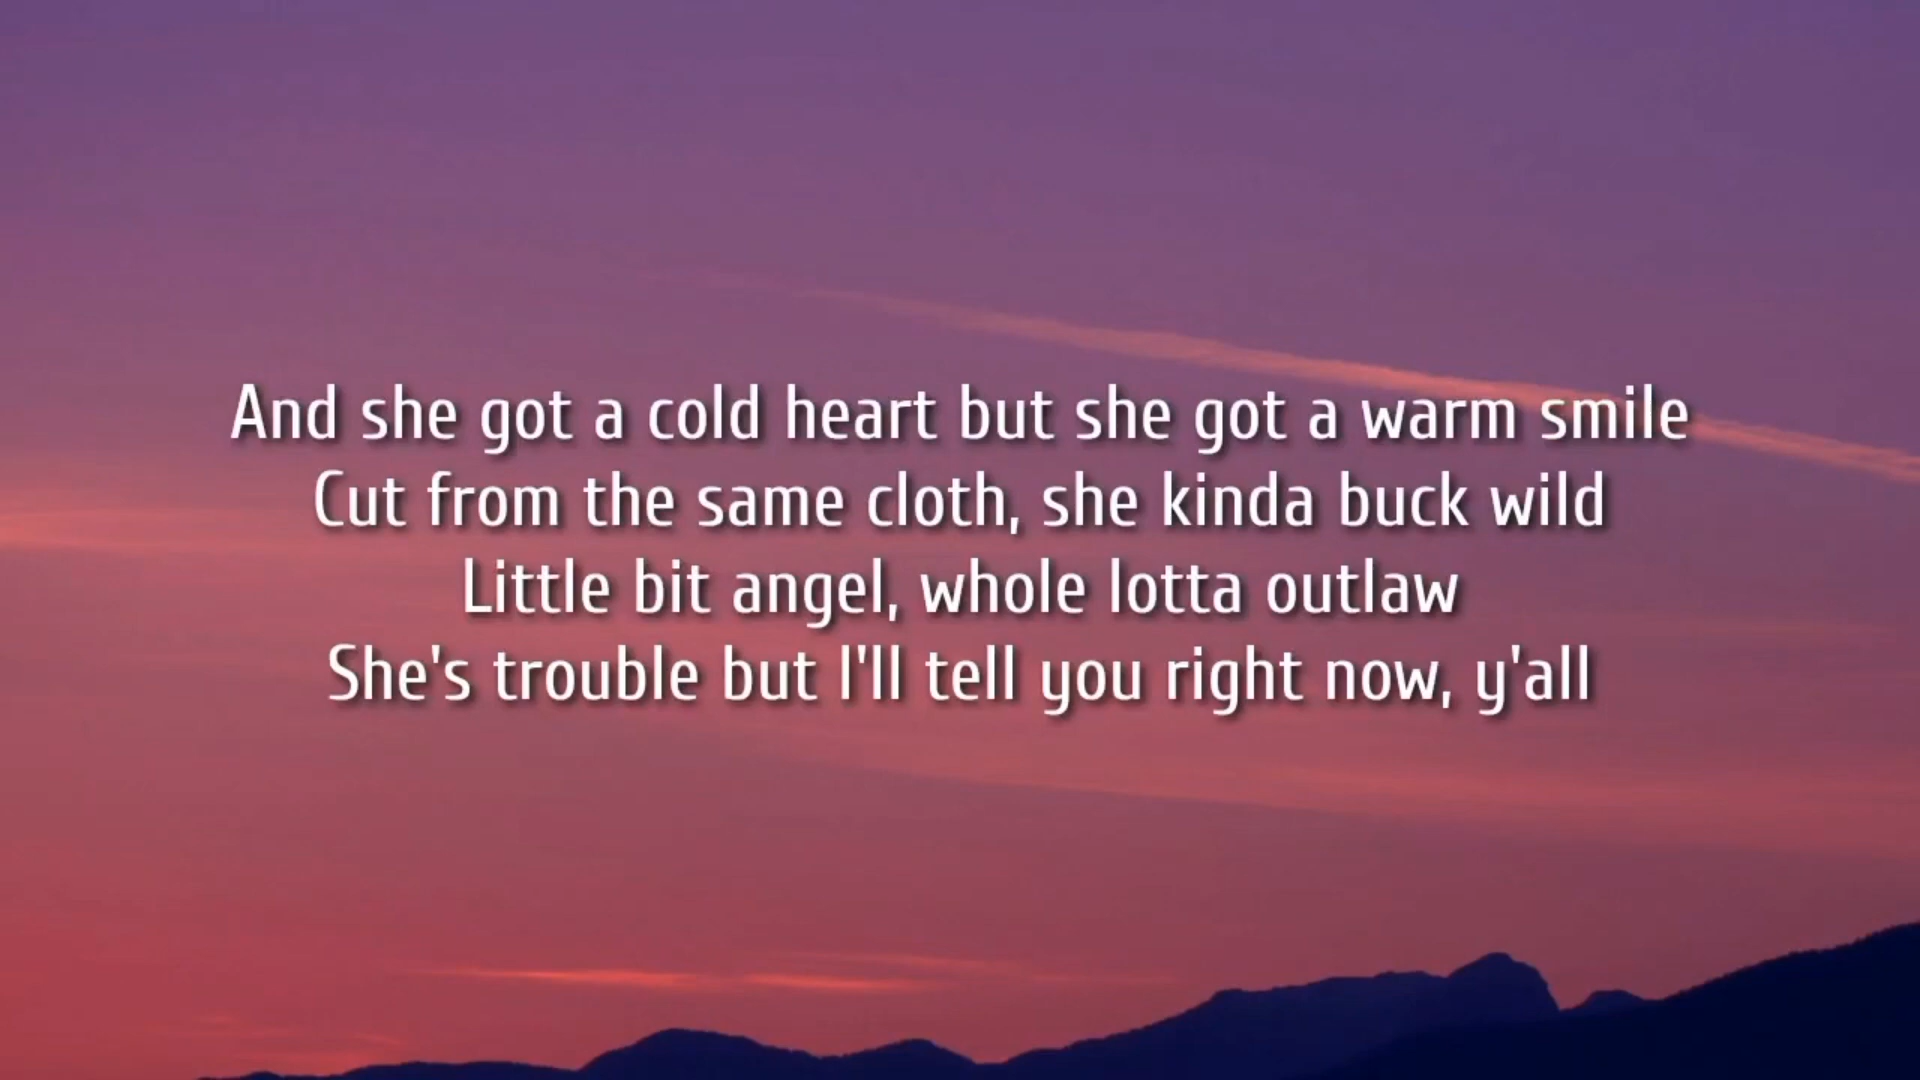 And she got a cold heart but she got a warm smile
Cut from the same cloth, she kinda buck wild
Little bit angel, whole lotta outlaw
She's trouble but I'll tell you right now, y'all